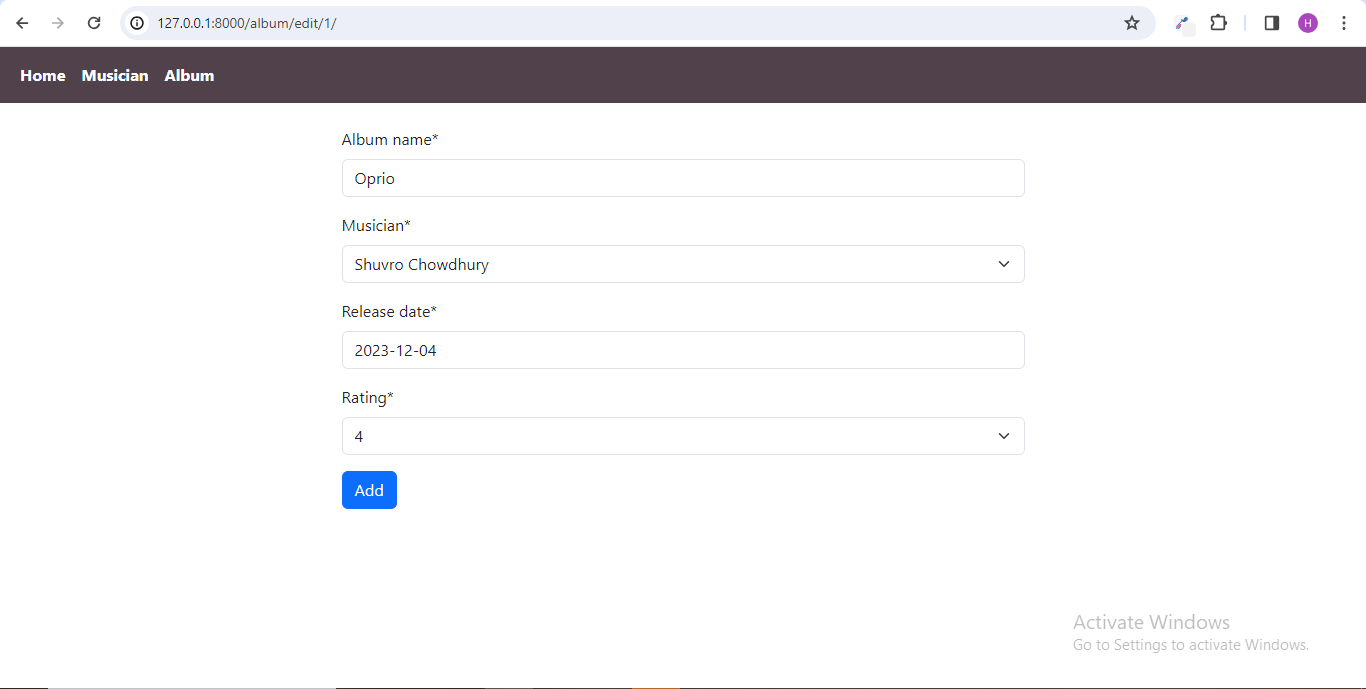 127.0.0.1:8000/album/edit/1/
H
Home Musician Album
Album name*
Oprio
Musician*
Shuvro Chowdhury
Release date*
2023-12-04
Rating*
4
Add
Activate Windows
Go to Settings to activate Windows.